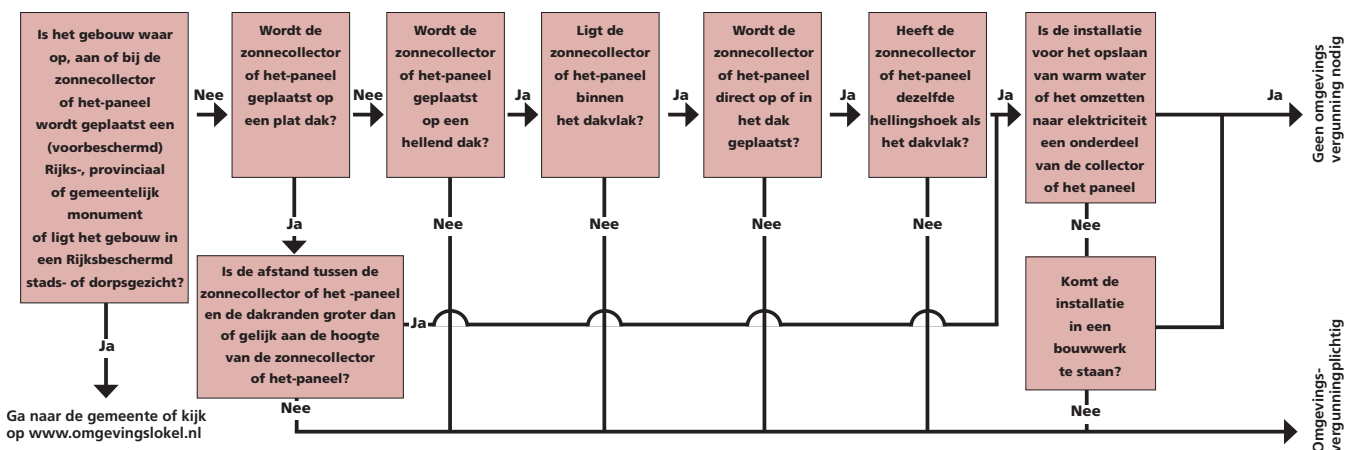 Is het gebouw waar
op, aan of bij de
zonnecollector
of het-paneel
wordt geplaatst een
(voorbeschermd)
Rijks-, provinciaal
of gemeentelijk
monument
of ligt het gebouw in
een Rijksbeschermd
stads- of dorpsgezicht?
Nee
Wordt de
zonnecollector
of het-paneel
geplaatst op
een plat dak?
Nee
Wordt de
zonnecollector
of het-paneel
geplaatst
op een
hellend dak?
Ja
Ligt de
zonnecollector
of het-paneel
binnen
het dakvlak?
Ja
Wordt de
zonnecollector
of het-paneel
direct op of in
het dak
geplaatst?
Ja
Heeft de
zonnecollector
of het-paneel
dezelfde
hellingshoek als
het dakvlak?
Ja
Is de installatie
voor het opslaan
van warm water
of het omzetten
naar elektriciteit
een onderdeel
van de collector
of het paneel
Ja
Geen omgevings
vergunning nodig
Ja
Nee
Nee
Nee
Nee
Nee
Is de afstand tussen de
zonnecollector of het -paneel
en de dakranden groter dan
of gelijk aan de hoogte
van de zonnecollector
of het-paneel?
Ja
Komt de
installatie
in een
bouwwerk
te staan?
Ja
Nee
Nee
Ga naar de gemeente of kijk
op www.omgevingslokel.nl
Omgevings-
vergunningplichtig